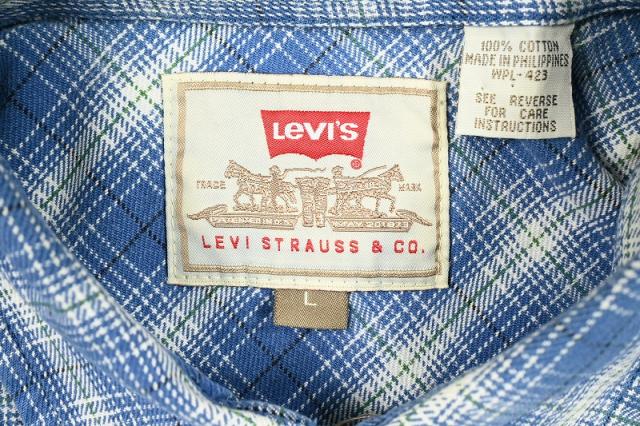 100% COTTON
MADE IN PHILIPPINES
WPL-423
SEE REVERSE
FOR CARE
INSTRUCTIONS
LEVI'S
®
TRADE MARK
LEVI STRAUSS & CO.
L